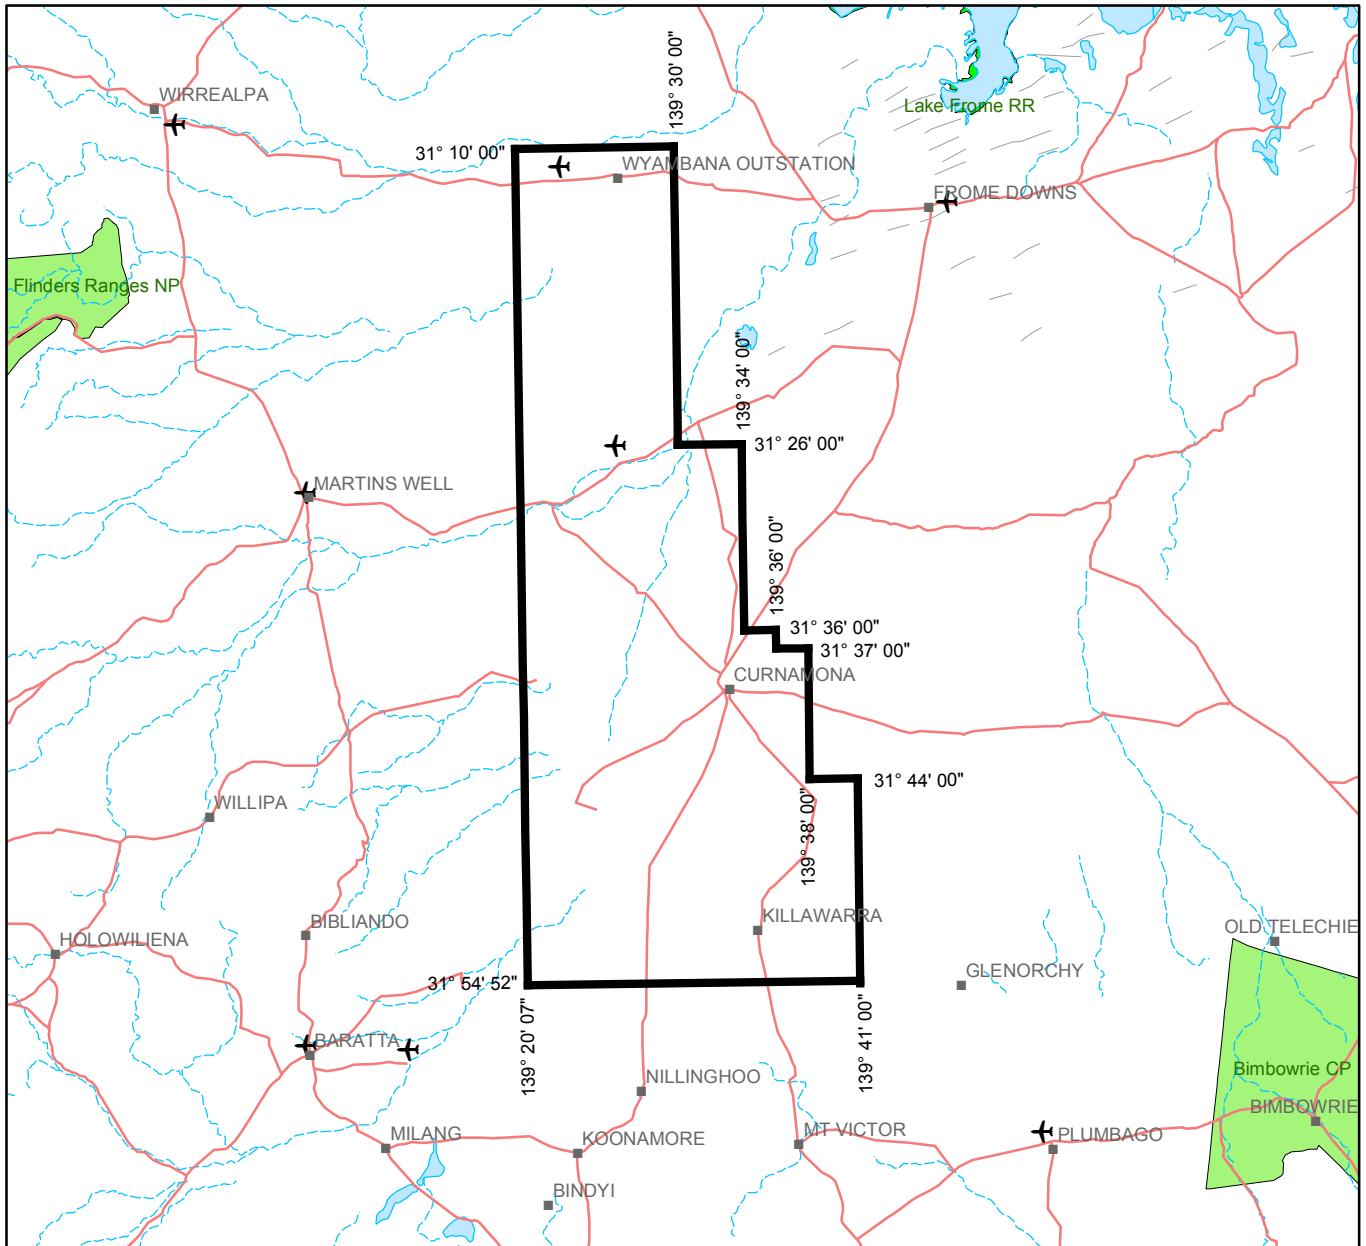 139° 30' 00"
WIRREALPA
Lake Frome RR
31° 10' 00"
WYAMBANA OUTSTATION
FROME DOWNS
Flinders Ranges NP
139° 34' 00"
31° 26' 00"
MARTINS WELL
139° 36' 00"
31° 36' 00"
31° 37' 00"
CURNAMONA
31° 44' 00"
WILLIPA
139° 38' 00"
BIBLIANDO
KILLAWARRA
OLD TELECHIE
HOLOWILIENA
GLENORCHY
31° 54' 52"
139° 20' 07"
139° 41' 00"
BARATTA
Bimbowrie CP
NILLINGHOO
BIMBOWRIE
MILANG
KOONAMORE
MT VICTOR
PLUMBAGO
BINDYI